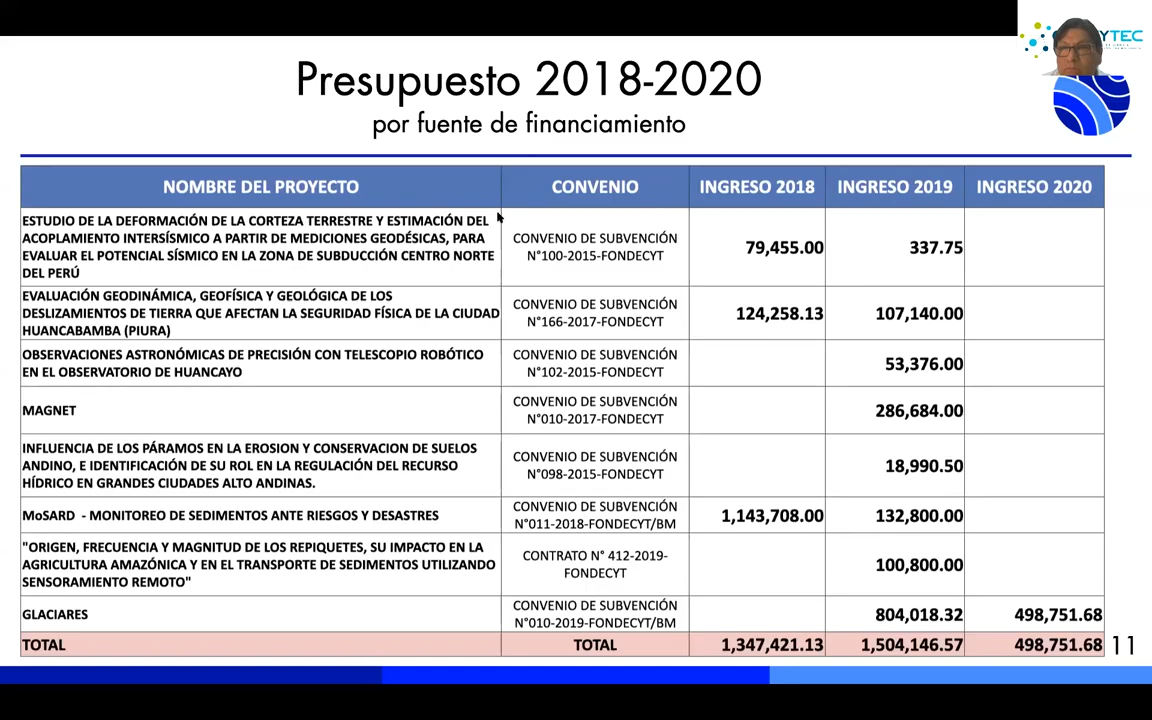 YTEC
Presupuesto 2018-2020
por fuente de financiamiento
NOMBRE DEL PROYECTO CONVENIO INGRESO 2018 INGRESO 2019 INGRESO 2020
ESTUDIO DE LA DEFORMACIÓN DE LA CORTEZA TERRESTRE Y ESTIMACIÓN DEL
ACOPLAMIENTO INTERSÍSMICO A PARTIR DE MEDICIONES GEODÉSICAS, PARA
EVALUAR EL POTENCIAL SÍSMICO EN LA ZONA DE SUBDUCCIÓN CENTRO NORTE
DEL PERÚ
CONVENIO DE SUBVENCIÓN
N°100-2015-FONDECYT
79,455.00 337.75
EVALUACIÓN GEODINÁMICA, GEOFÍSICA Y GEOLÓGICA DE LOS
DESLIZAMIENTOS DE TIERRA QUE AFECTAN LA SEGURIDAD FÍSICA DE LA CIUDAD
HUANCABAMBA (PIURA)
CONVENIO DE SUBVENCIÓN
N°166-2017-FONDECYT
124,258.13 107,140.00
OBSERVACIONES ASTRONÓMICAS DE PRECISIÓN CON TELESCOPIO ROBÓTICO
EN EL OBSERVATORIO DE HUANCAYO
CONVENIO DE SUBVENCIÓN
N°102-2015-FONDECYT
53,376.00
MAGNET
CONVENIO DE SUBVENCIÓN
N°010-2017-FONDECYT
286,684.00
INFLUENCIA DE LOS PÁRAMOS EN LA EROSION Y CONSERVACION DE SUELOS
ANDINO, E IDENTIFICACIÓN DE SU ROL EN LA REGULACIÓN DEL RECURSO
HÍDRICO EN GRANDES CIUDADES ALTO ANDINAS.
CONVENIO DE SUBVENCIÓN
N°098-2015-FONDECYT
18,990.50
MoSARD - MONITOREO DE SEDIMENTOS ANTE RIESGOS Y DESASTRES
CONVENIO DE SUBVENCIÓN
N°011-2018-FONDECYT/BM
1,143,708.00 132,800.00
"ORIGEN, FRECUENCIA Y MAGNITUD DE LOS REPIQUETES, SU IMPACTO EN LA
AGRICULTURA AMAZÓNICA Y EN EL TRANSPORTE DE SEDIMENTOS UTILIZANDO
SENSORAMIENTO REMOTO"
CONTRATO N° 412-2019-
FONDECYT
100,800.00
GLACIARES
CONVENIO DE SUBVENCIÓN
N°010-2019-FONDECYT/BM
804,018.32 498,751.68
TOTAL TOTAL 1,347,421.13 1,504,146.57 498,751.68
11